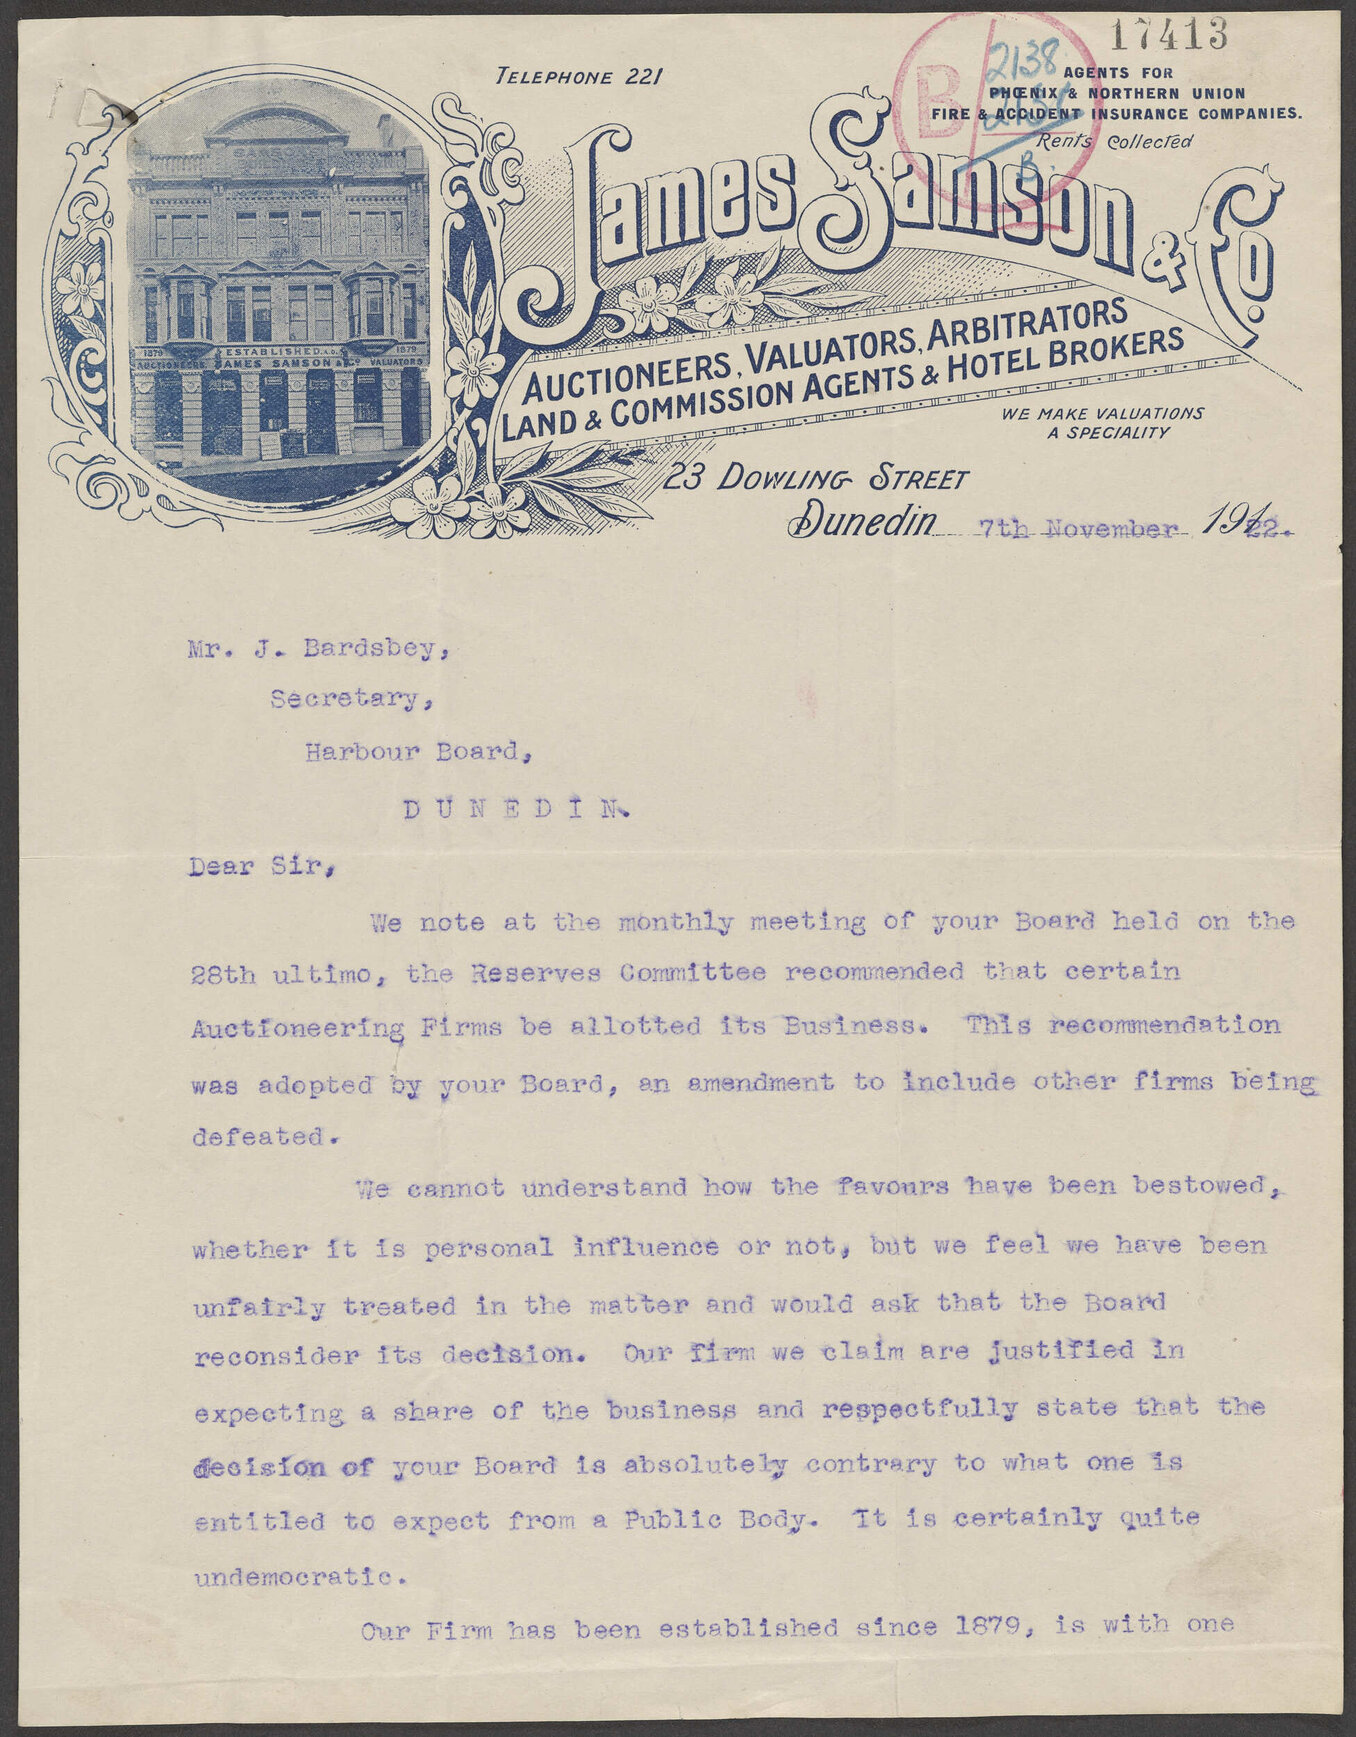 17413
TELEPHONE 221
B
2138
B.
AGENTS FOR
PHŒNIX & NORTHERN UNION
FIRE & ACCIDENT INSURANCE COMPANIES.
Rents Collected
James Samson & Co.
AUCTIONEERS, VALUATORS, ARBITRATORS
LAND & COMMISSION AGENTS & HOTEL BROKERS
WE MAKE VALUATIONS
A SPECIALITY
1879 ESTABLISHED A.D. 1879
AUCTIONEERS. JAMES SAMSON & CO VALUATORS
23 DOWLING STREET
Dunedin 7th November 1922.
Mr. J. Bardsbey,
Secretary,
Harbour Board,
D U N E D I N.
Dear Sir,
We note at the monthly meeting of your Board held on the
28th ultimo, the Reserves Committee recommended that certain
Auctioneering Firms be allotted its Business. This recommendation
was adopted by your Board, an amendment to include other firms being
defeated.
We cannot understand how the favours have been bestowed,
whether it is personal influence or not, but we feel we have been
unfairly treated in the matter and would ask that the Board
reconsider its decision. Our firm we claim are justified in
expecting a share of the business and respectfully state that the
decision of your Board is absolutely contrary to what one is
entitled to expect from a Public Body. It is certainly quite
undemocratic.
Our Firm has been established since 1879, is with one